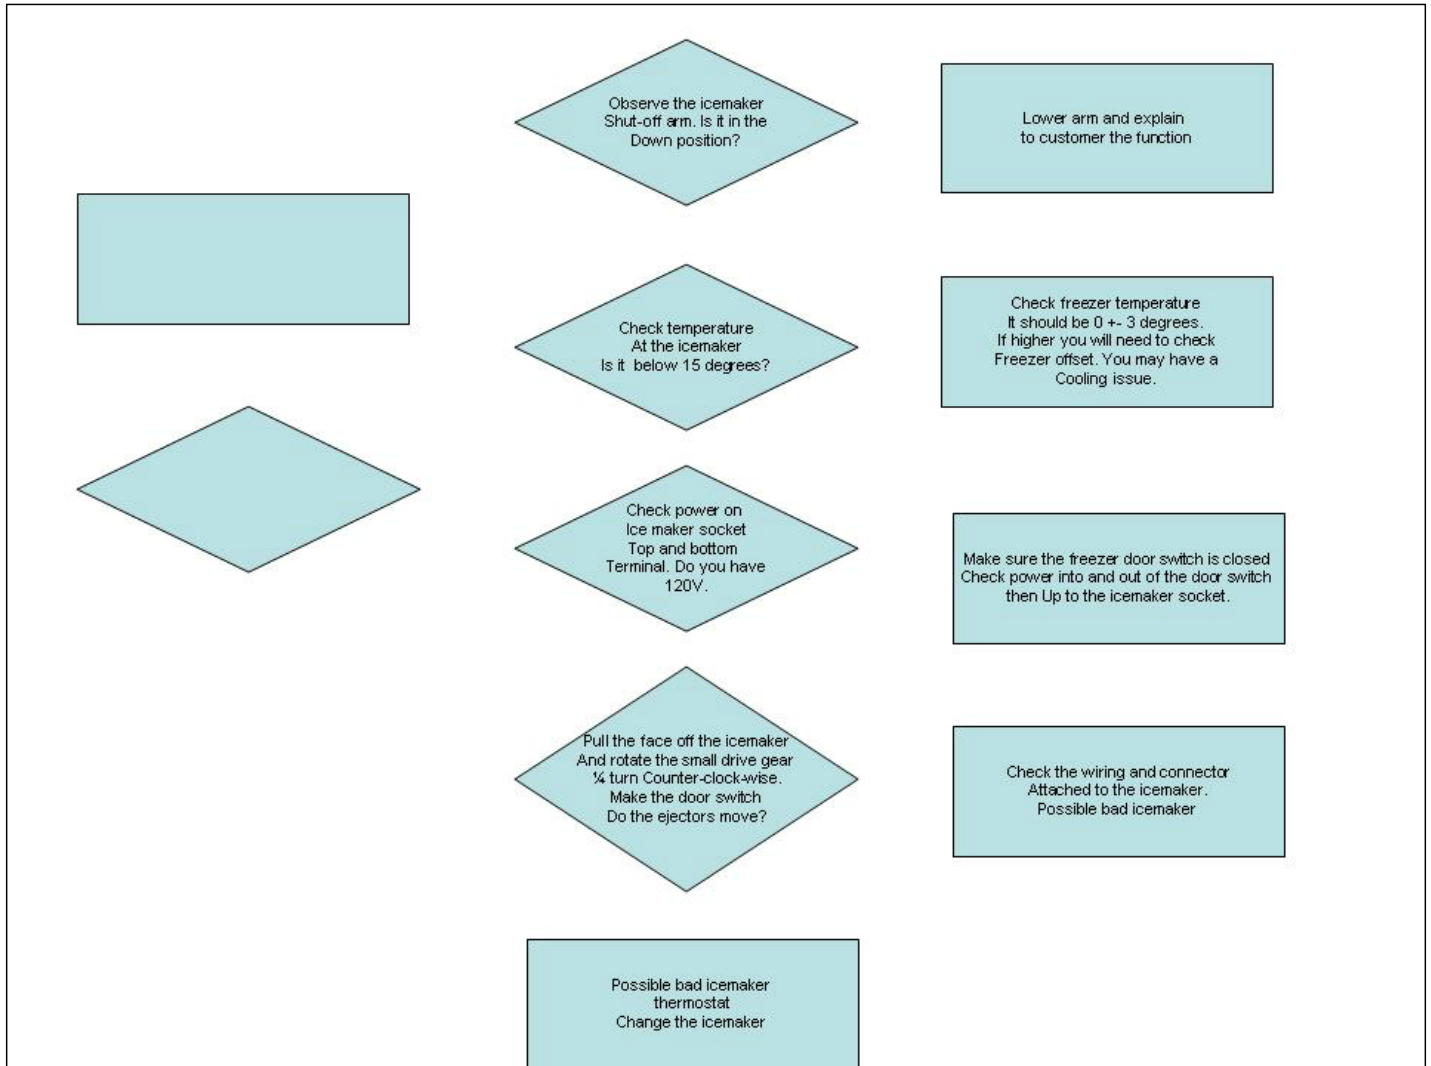 Observe the icemaker
Shut-off arm. Is it in the
Down position?
Lower arm and explain
to customer the function
Check temperature
At the icemaker
Is it  below 15 degrees?
Check freezer temperature
It should be 0 +- 3 degrees.
If higher you will need to check
Freezer offset. You may have a
Cooling issue.
Check power on
Ice maker socket
Top and bottom
Terminal. Do you have
120V.
Make sure the freezer door switch is closed
Check power into and out of the door switch
then Up to the icemaker socket.
Pull the face off the icemaker
And rotate the small drive gear
¼ turn Counter-clock-wise.
Make the door switch
Do the ejectors move?
Check the wiring and connector
Attached to the icemaker.
Possible bad icemaker
Possible bad icemaker
thermostat
Change the icemaker